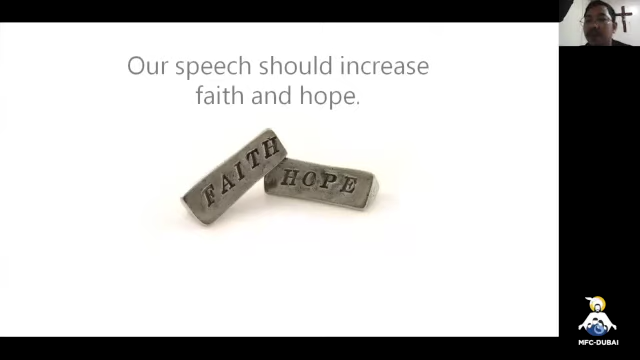 Our speech should increase
faith and hope.
FAITH
HOPE
MFC-DUBAI